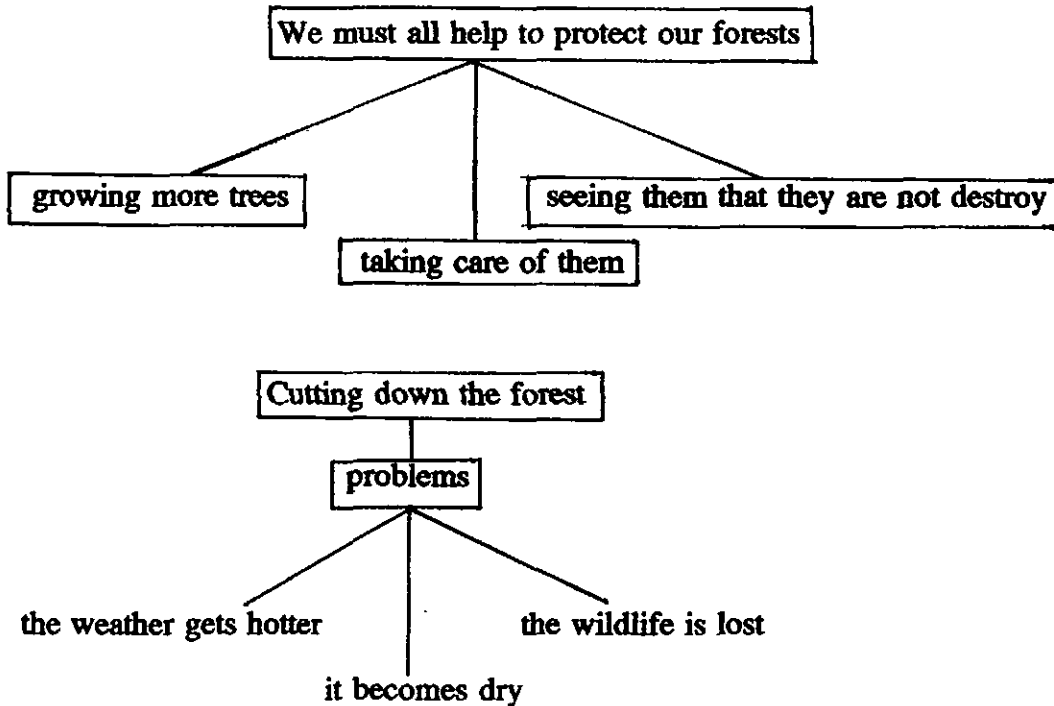 We must all help to protect our forests
growing more trees
seeing them that they are not destroy
taking care of them
Cutting down the forest
problems
the weather gets hotter
the wildlife is lost
it becomes dry